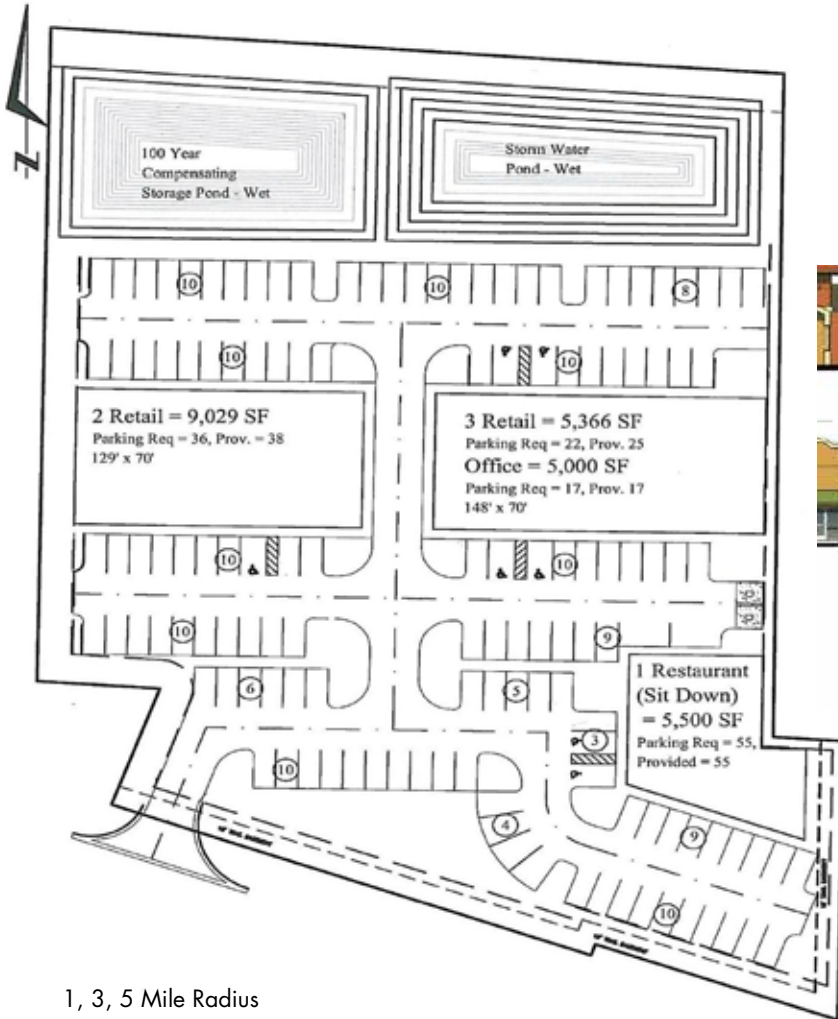 N
100 Year
Compensating
Storage Pond - Wet
Storm Water
Pond - Wet
10
10
8
10
10
2 Retail = 9,029 SF
Parking Req = 36, Prov. = 38
129' x 70'
3 Retail = 5,366 SF
Parking Req = 22, Prov. 25
Office = 5,000 SF
Parking Req = 17, Prov. 17
148' x 70'
10
10
10
9
6
5
1 Restaurant
(Sit Down)
= 5,500 SF
Parking Req = 55,
Provided = 55
3
10
4
9
10
1, 3, 5 Mile Radius